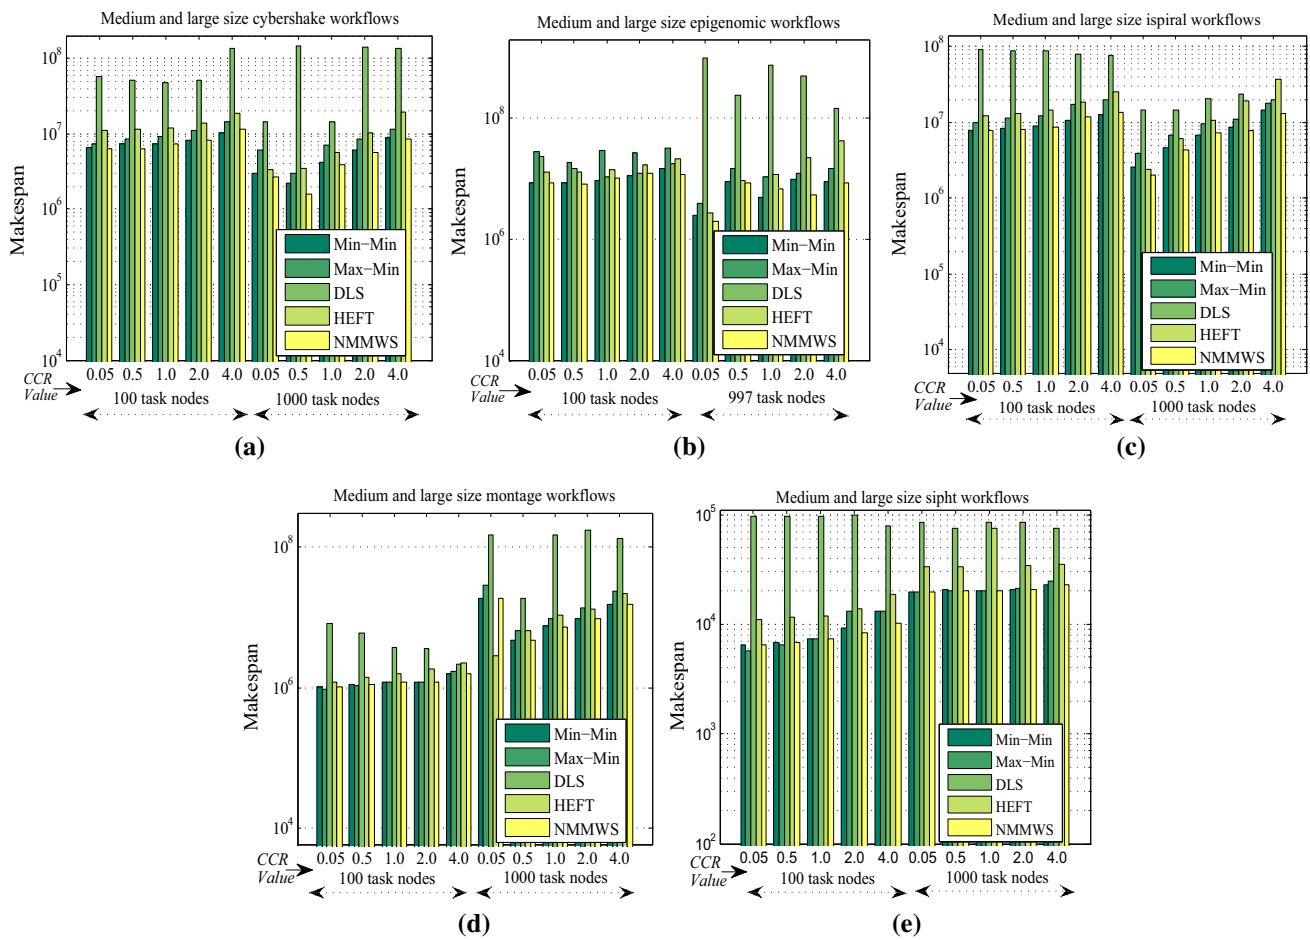 Medium and large size cybershake workflows
10^8
10^7
10^6
10^5
10^4
Makespan
Min-Min
Max-Min
DLS
HEFT
NMMWS
0.05 0.5 1.0 2.0 4.0 0.05 0.5 1.0 2.0 4.0
CCR
Value
100 task nodes 1000 task nodes
(a)
Medium and large size epigenomic workflows
10^8
10^6
10^4
Makespan
Min-Min
Max-Min
DLS
HEFT
NMMWS
0.05 0.5 1.0 2.0 4.0 0.05 0.5 1.0 2.0 4.0
CCR
Value
100 task nodes 997 task nodes
(b)
Medium and large size ispiral workflows
10^8
10^7
10^6
10^5
10^4
Makespan
Min-Min
Max-Min
DLS
HEFT
NMMWS
0.05 0.5 1.0 2.0 4.0 0.05 0.5 1.0 2.0 4.0
CCR
Value
100 task nodes 1000 task nodes
(c)
Medium and large size montage workflows
10^8
10^6
10^4
Makespan
Min-Min
Max-Min
DLS
HEFT
NMMWS
0.05 0.5 1.0 2.0 4.0 0.05 0.5 1.0 2.0 4.0
CCR
Value
100 task nodes 1000 task nodes
(d)
Medium and large size sipht workflows
10^5
10^4
10^3
10^2
Makespan
Min-Min
Max-Min
DLS
HEFT
NMMWS
0.05 0.5 1.0 2.0 4.0 0.05 0.5 1.0 2.0 4.0
CCR
Value
100 task nodes 1000 task nodes
(e)